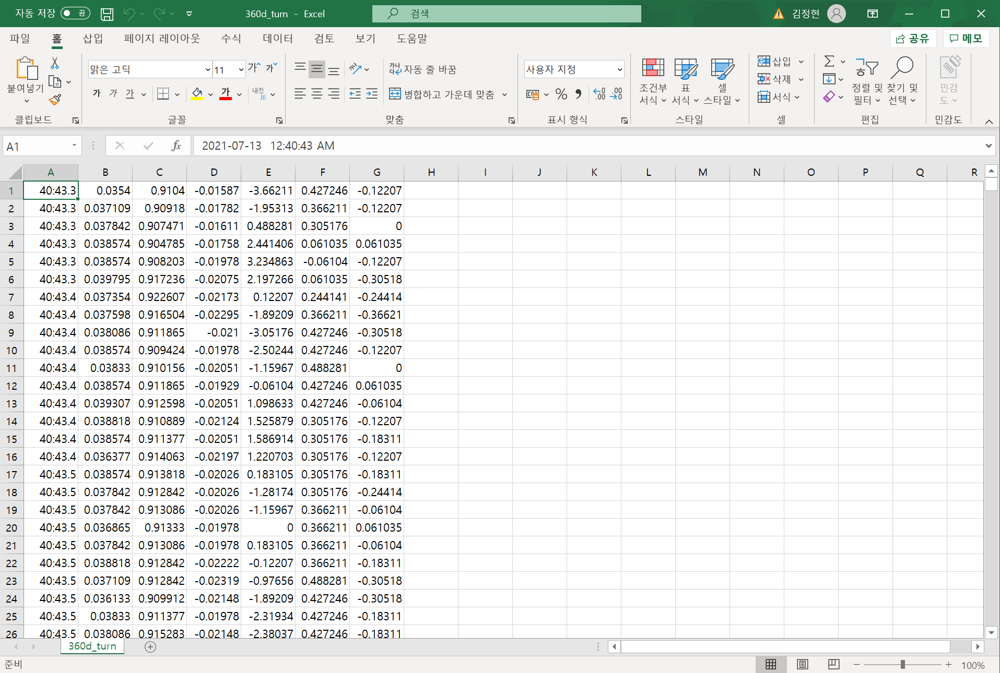 자동 저장 끔 360d_turn - Excel 검색 김정현
파일 홈 삽입 페이지 레이아웃 수식 데이터 검토 보기 도움말 공유 메모
붙여넣기
맑은 고딕 11 가 가
가 가 간 가 내천 川
가나 다 자동 줄 바꿈
병합하고 가운데 맞춤
사용자 지정
% , .00 .00
조건부 서식
표 서식
셀 스타일
삽입
삭제
서식
정렬 및 필터
찾기 및 선택
민감도
클립보드 글꼴 맞춤 표시 형식 스타일 셀 편집 민감도
A1 fx 2021-07-13 12:40:43 AM
A B C D E F G H I J K L M N O P Q R
1 40:43.3 0.0354 0.9104 -0.01587 -3.66211 0.427246 -0.12207
2 40:43.3 0.037109 0.90918 -0.01782 -1.95313 0.366211 -0.12207
3 40:43.3 0.037842 0.907471 -0.01611 0.488281 0.305176 0
4 40:43.3 0.038574 0.904785 -0.01758 2.441406 0.061035 0.061035
5 40:43.3 0.038574 0.908203 -0.01978 3.234863 -0.06104 -0.12207
6 40:43.3 0.039795 0.917236 -0.02075 2.197266 0.061035 -0.30518
7 40:43.4 0.037354 0.922607 -0.02173 0.12207 0.244141 -0.24414
8 40:43.4 0.037598 0.916504 -0.02295 -1.89209 0.366211 -0.36621
9 40:43.4 0.038086 0.911865 -0.021 -3.05176 0.427246 -0.30518
10 40:43.4 0.038574 0.909424 -0.01978 -2.50244 0.427246 -0.12207
11 40:43.4 0.03833 0.910156 -0.02051 -1.15967 0.488281 0
12 40:43.4 0.038574 0.911865 -0.01929 -0.06104 0.427246 0.061035
13 40:43.4 0.039307 0.912598 -0.02051 1.098633 0.427246 -0.06104
14 40:43.4 0.038818 0.910889 -0.02124 1.525879 0.305176 -0.12207
15 40:43.4 0.038574 0.911377 -0.02051 1.586914 0.305176 -0.18311
16 40:43.4 0.036377 0.914063 -0.02197 1.220703 0.305176 -0.12207
17 40:43.5 0.038574 0.913818 -0.02026 0.183105 0.305176 -0.18311
18 40:43.5 0.037842 0.912842 -0.02026 -1.28174 0.305176 -0.24414
19 40:43.5 0.037842 0.913086 -0.02026 -1.15967 0.366211 -0.06104
20 40:43.5 0.036865 0.91333 -0.01978 0 0.366211 0.061035
21 40:43.5 0.037842 0.913086 -0.01978 0.183105 0.366211 -0.06104
22 40:43.5 0.038818 0.912842 -0.02222 -0.12207 0.366211 -0.18311
23 40:43.5 0.037109 0.912842 -0.02319 -0.97656 0.488281 -0.30518
24 40:43.5 0.036133 0.909912 -0.02148 -1.89209 0.427246 -0.30518
25 40:43.5 0.03833 0.911377 -0.01978 -2.31934 0.427246 -0.18311
26 40:43.5 0.038086 0.915283 -0.02148 -2.38037 0.427246 -0.18311
360d_turn
준비 100%